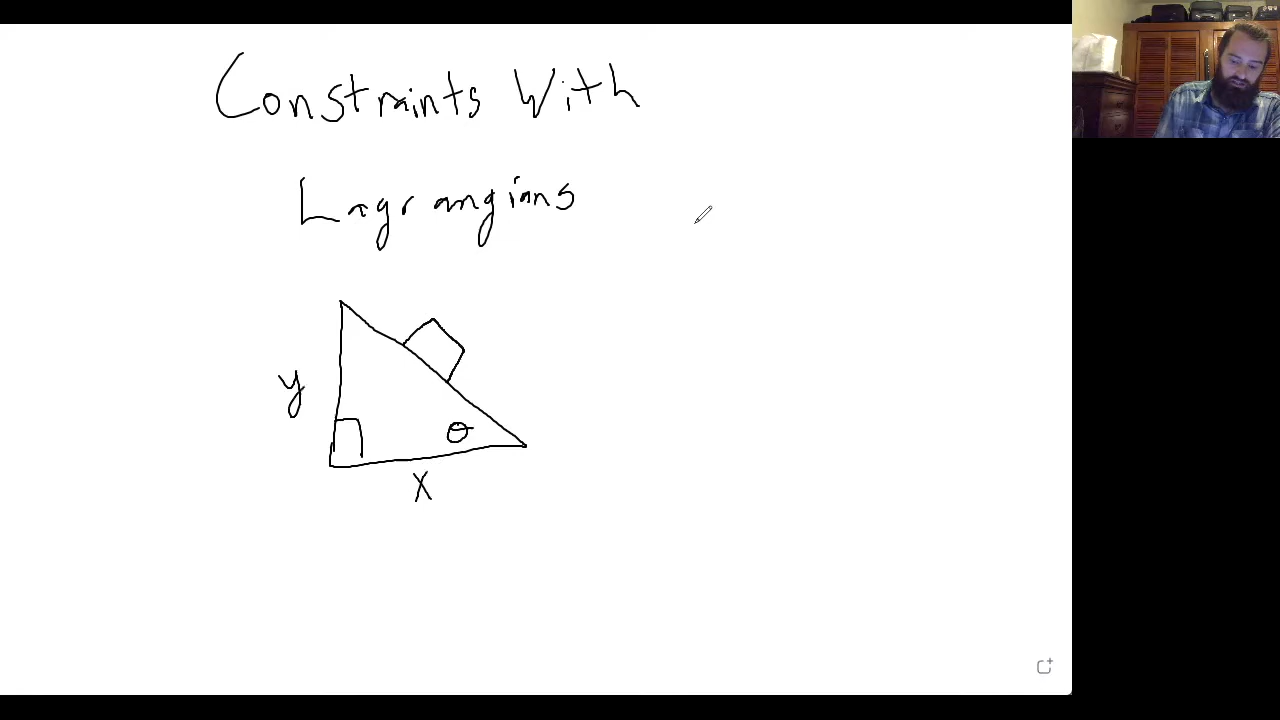 Constraints With
Lagrangians
y
θ
x